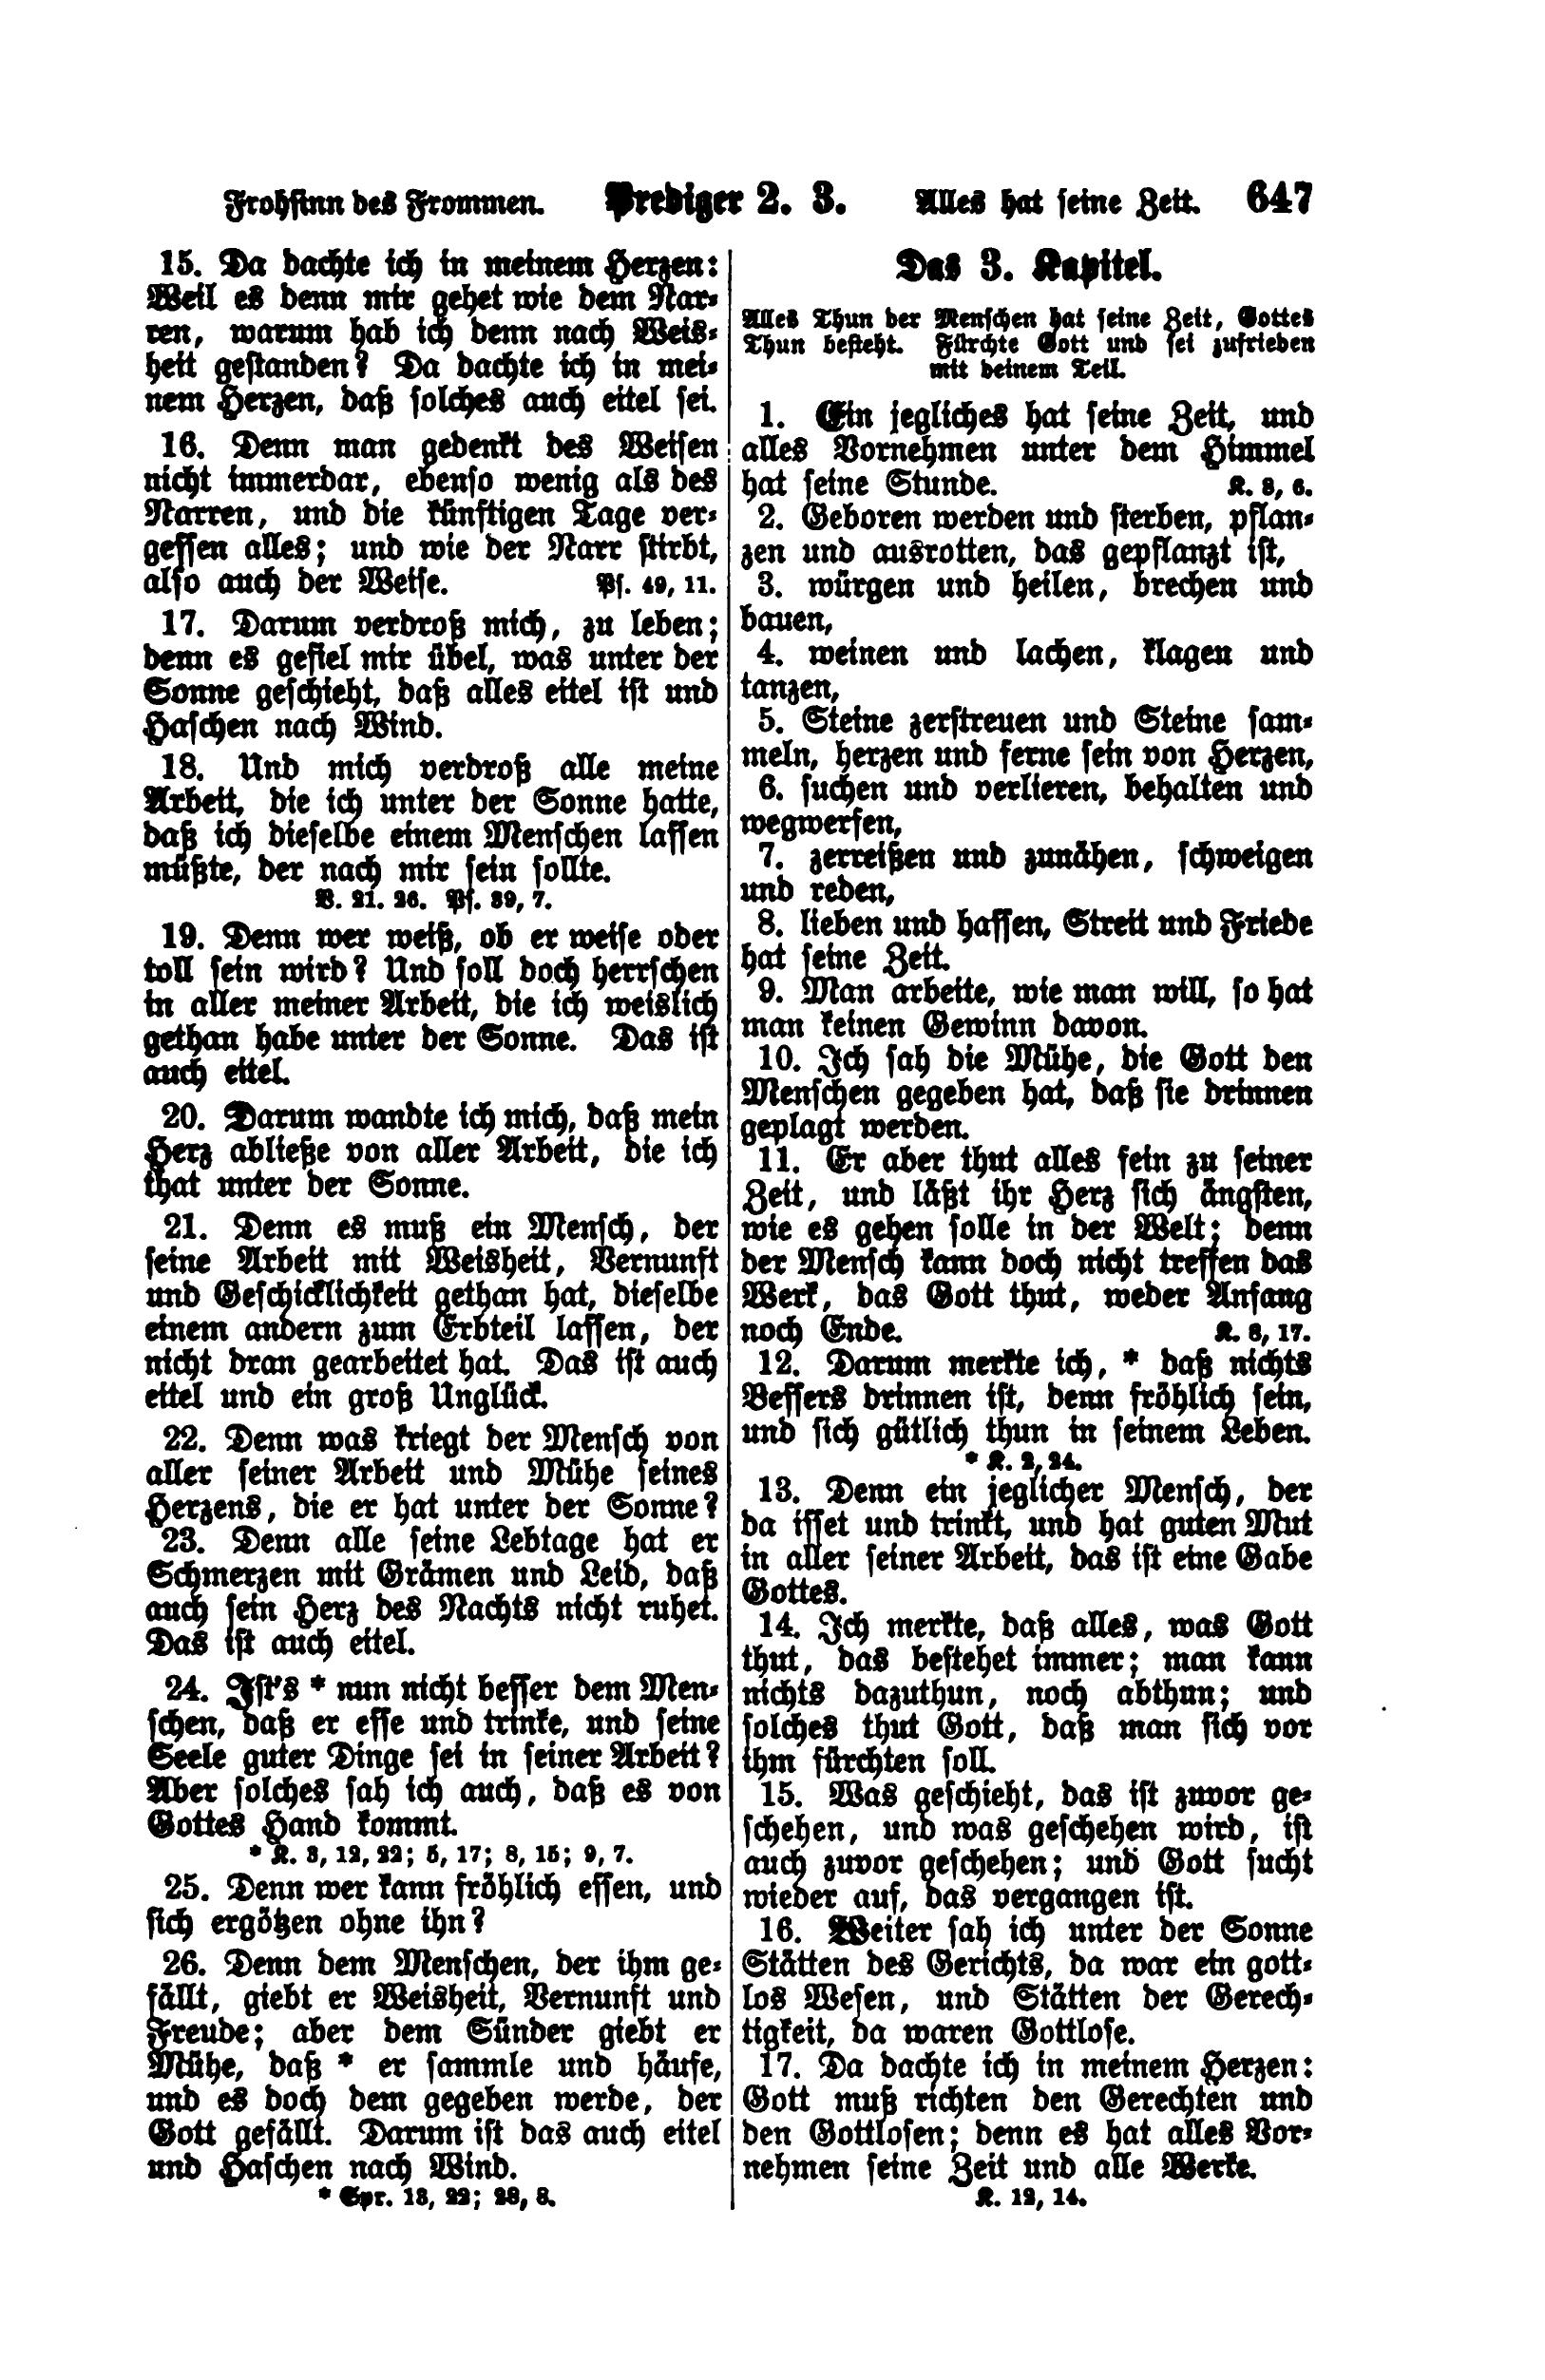 Frohsinn des Frommen. Prediger 2. 3. Alles hat seine Zeit. 647
15. Da dachte ich in meinem Herzen:
Weil es denn mir gehet wie dem Nar-
ren, warum hab ich denn nach Weis-
heit gestanden? Da dachte ich in mei-
nem Herzen, daß solches auch eitel sei.
16. Denn man gedenkt des Weisen
nicht immerdar, ebenso wenig als des
Narren, und die künftigen Tage ver-
gessen alles; und wie der Narr stirbt,
also auch der Weise. Ps. 49, 11.
17. Darum verdroß mich, zu leben;
denn es gefiel mir übel, was unter der
Sonne geschieht, daß alles eitel ist und
Haschen nach Wind.
18. Und mich verdroß alle meine
Arbeit, die ich unter der Sonne hatte,
daß ich dieselbe einem Menschen lassen
müßte, der nach mir sein sollte.
V. 21. 26. Ps. 39, 7.
19. Denn wer weiß, ob er weise oder
toll sein wird? Und soll doch herrschen
in aller meiner Arbeit, die ich weislich
gethan habe unter der Sonne. Das ist
auch eitel.
20. Darum wandte ich mich, daß mein
Herz abließe von aller Arbeit, die ich
that unter der Sonne.
21. Denn es muß ein Mensch, der
seine Arbeit mit Weisheit, Vernunft
und Geschicklichkeit gethan hat, dieselbe
einem andern zum Erbteil lassen, der
nicht dran gearbeitet hat. Das ist auch
eitel und ein groß Unglück.
22. Denn was kriegt der Mensch von
aller seiner Arbeit und Mühe seines
Herzens, die er hat unter der Sonne?
23. Denn alle seine Lebtage hat er
Schmerzen mit Grämen und Leid, daß
auch sein Herz des Nachts nicht ruhet.
Das ist auch eitel.
24. Ist's * nun nicht besser dem Men-
schen, daß er esse und trinke, und seine
Seele guter Dinge sei in seiner Arbeit?
Aber solches sah ich auch, daß es von
Gottes Hand kommt.
* K. 3, 12, 22; 5, 17; 8, 15; 9, 7.
25. Denn wer kann fröhlich essen, und
sich ergötzen ohne ihn?
26. Denn dem Menschen, der ihm ge-
fällt, giebt er Weisheit, Vernunft und
Freude; aber dem Sünder giebt er
Mühe, daß * er sammle und häufe,
und es doch dem gegeben werde, der
Gott gefällt. Darum ist das auch eitel
und Haschen nach Wind.
* Spr. 13, 22; 28, 8.
Das 3. Kapitel.
Alles Thun der Menschen hat seine Zeit, Gottes
Thun besteht. Fürchte Gott und sei zufrieden
mit deinem Teil.
1. Ein jegliches hat seine Zeit, und
alles Vornehmen unter dem Himmel
hat seine Stunde. K. 8, 6.
2. Geboren werden und sterben, pflan-
zen und ausrotten, das gepflanzt ist,
3. würgen und heilen, brechen und
bauen,
4. weinen und lachen, klagen und
tanzen,
5. Steine zerstreuen und Steine sam-
meln, herzen und ferne sein von Herzen,
6. suchen und verlieren, behalten und
wegwerfen,
7. zerreißen und zunähen, schweigen
und reden,
8. lieben und hassen, Streit und Friede
hat seine Zeit.
9. Man arbeite, wie man will, so hat
man keinen Gewinn davon.
10. Ich sah die Mühe, die Gott den
Menschen gegeben hat, daß sie drinnen
geplagt werden.
11. Er aber thut alles fein zu seiner
Zeit, und läßt ihr Herz sich ängsten,
wie es gehen solle in der Welt; denn
der Mensch kann doch nicht treffen das
Werk, das Gott thut, weder Anfang
noch Ende. K. 8, 17.
12. Darum merkte ich, * daß nichts
Bessers drinnen ist, denn fröhlich sein,
und sich gütlich thun in seinem Leben.
* K. 2, 24.
13. Denn ein jeglicher Mensch, der
da isset und trinkt, und hat guten Mut
in aller seiner Arbeit, das ist eine Gabe
Gottes.
14. Ich merkte, daß alles, was Gott
thut, das bestehet immer; man kann
nichts dazuthun, noch abthun; und
solches thut Gott, daß man sich vor
ihm fürchten soll.
15. Was geschieht, das ist zuvor ge-
schehen, und was geschehen wird, ist
auch zuvor geschehen; und Gott sucht
wieder auf, das vergangen ist.
16. Weiter sah ich unter der Sonne
Stätten des Gerichts, da war ein gott-
los Wesen, und Stätten der Gerech-
tigkeit, da waren Gottlose.
17. Da dachte ich in meinem Herzen:
Gott muß richten den Gerechten und
den Gottlosen; denn es hat alles Vor-
nehmen seine Zeit und alle Werke.
K. 12, 14.